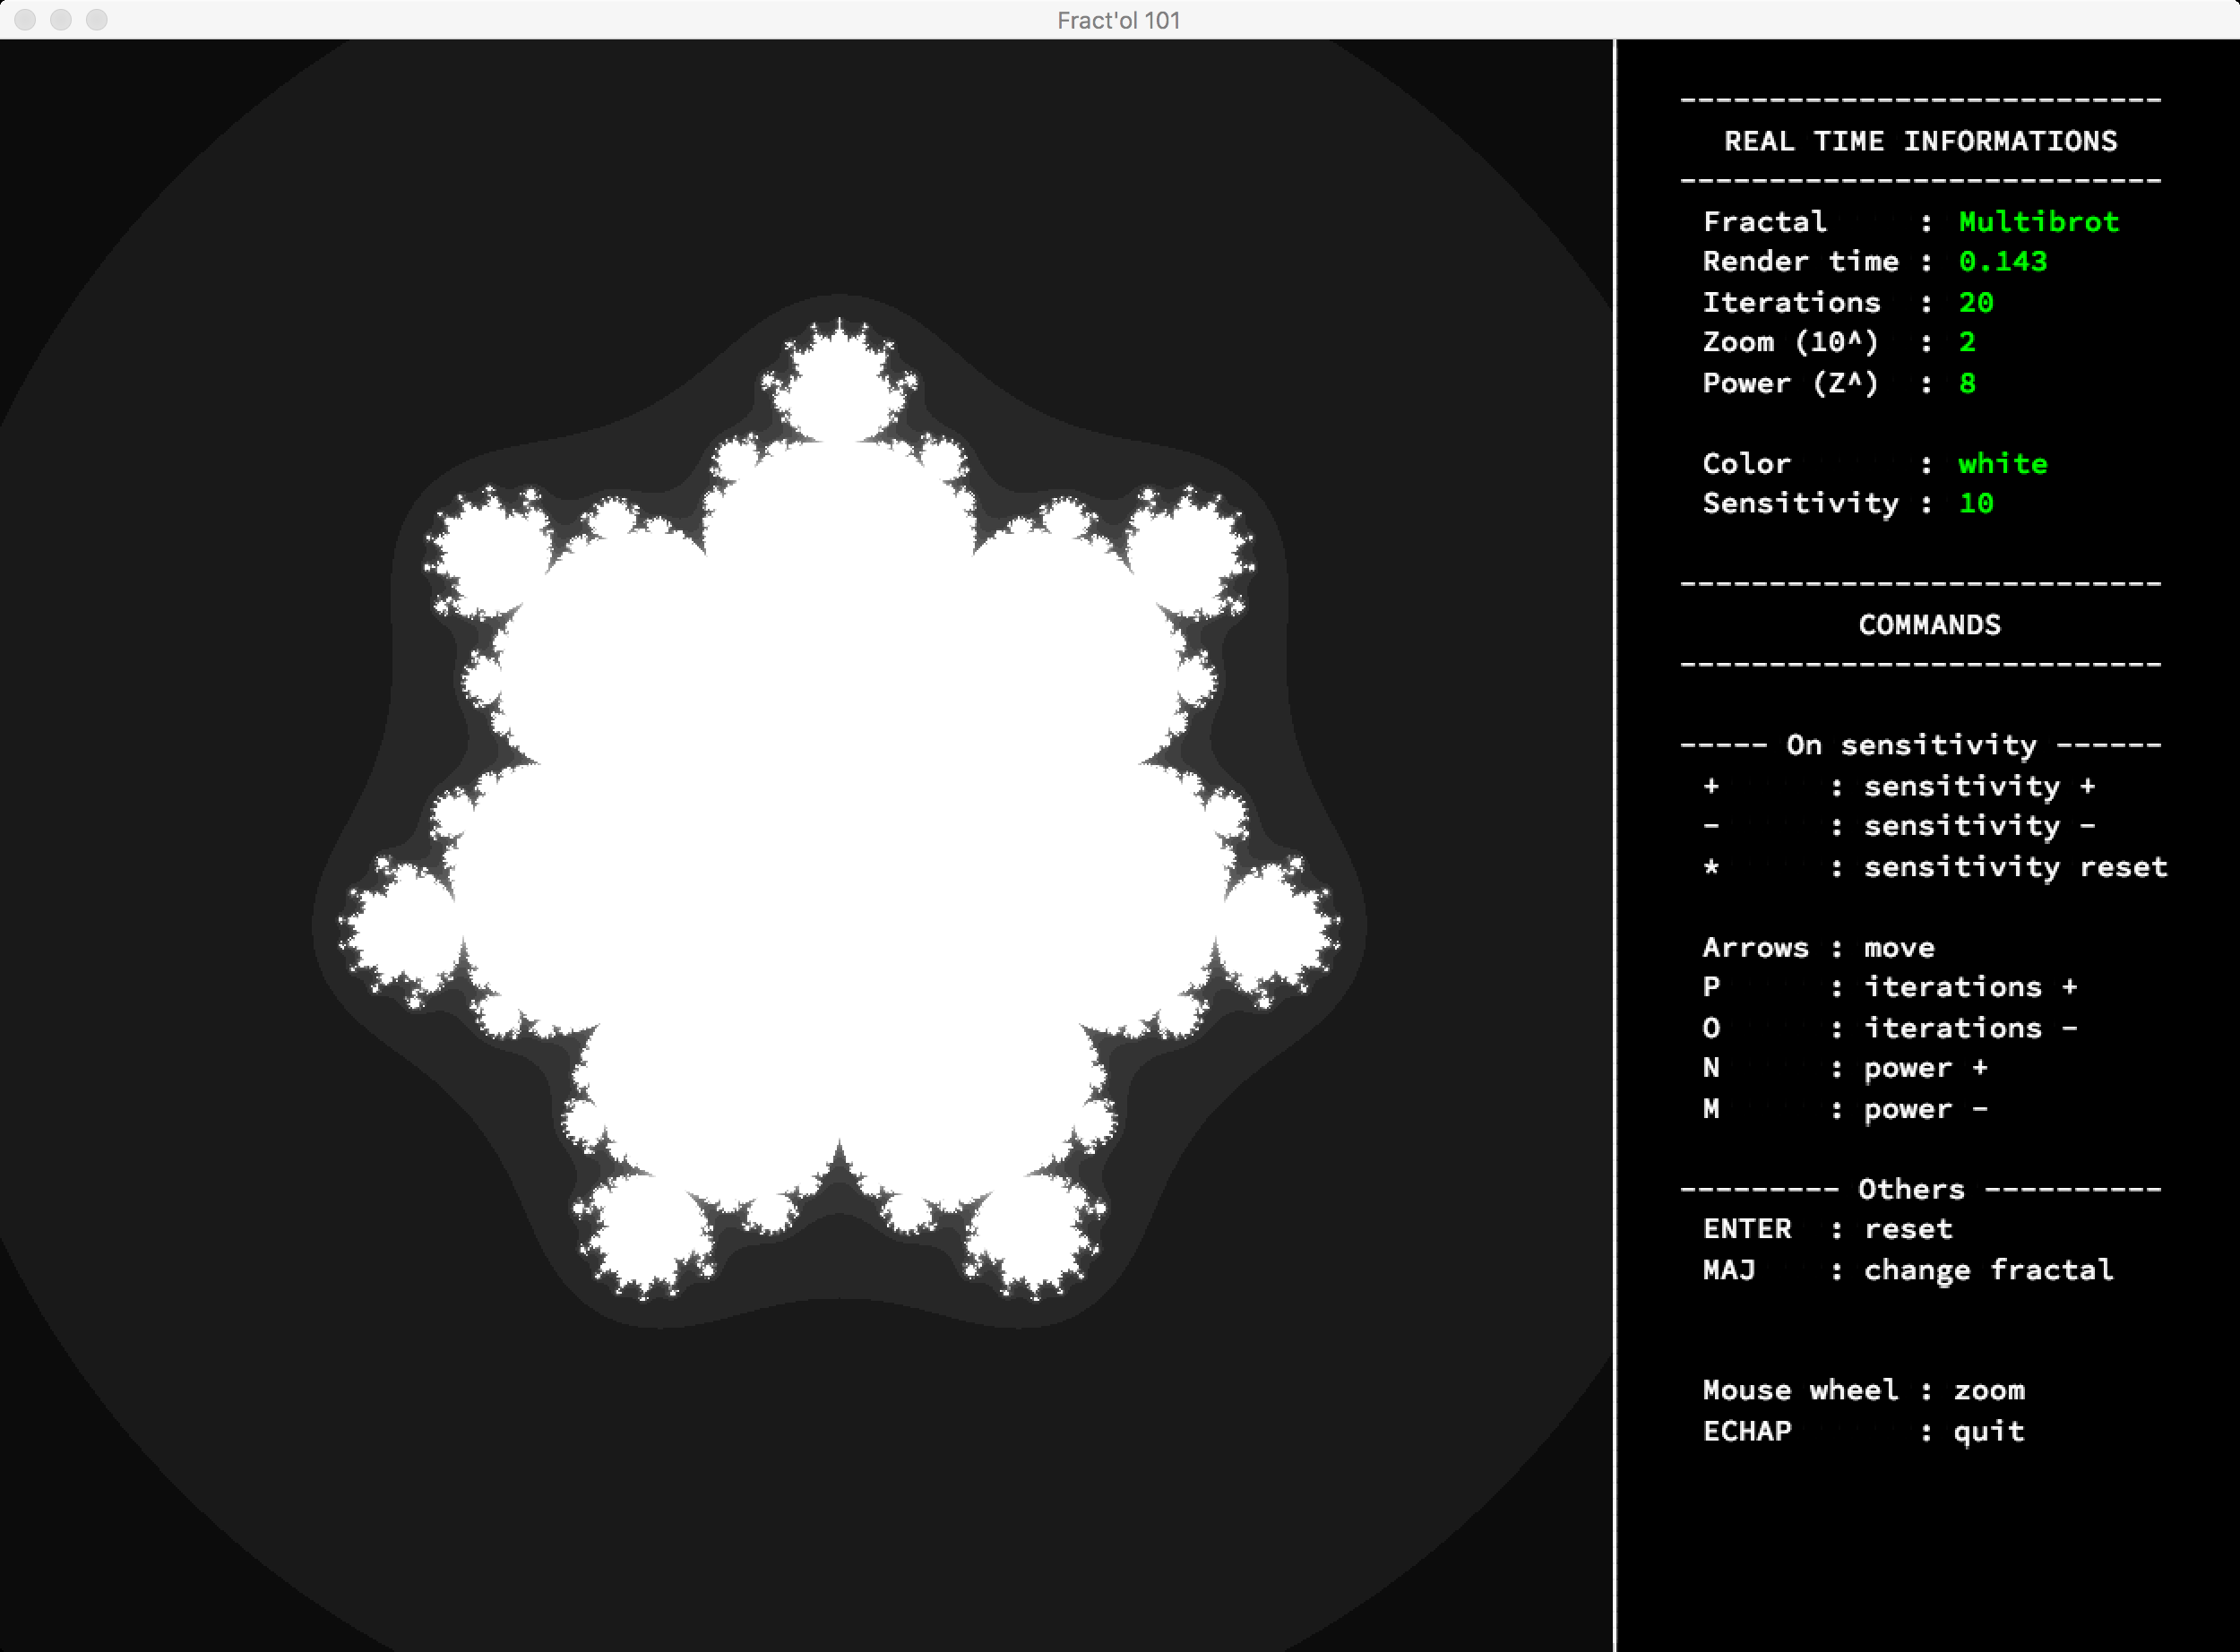 Fract'ol 101
---------------------------
REAL TIME INFORMATIONS
---------------------------
Fractal : Multibrot
Render time : 0.143
Iterations : 20
Zoom (10^) : 2
Power (Z^) : 8
Color : white
Sensitivity : 10
---------------------------
COMMANDS
---------------------------
----- On sensitivity ------
+ : sensitivity +
- : sensitivity -
* : sensitivity reset
Arrows : move
P : iterations +
O : iterations -
N : power +
M : power -
--------- Others ----------
ENTER : reset
MAJ : change fractal
Mouse wheel : zoom
ECHAP : quit